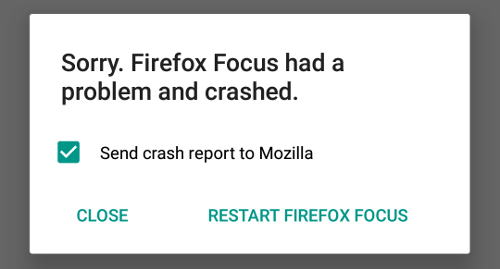 Sorry. Firefox Focus had a
problem and crashed.
Send crash report to Mozilla
CLOSE RESTART FIREFOX FOCUS